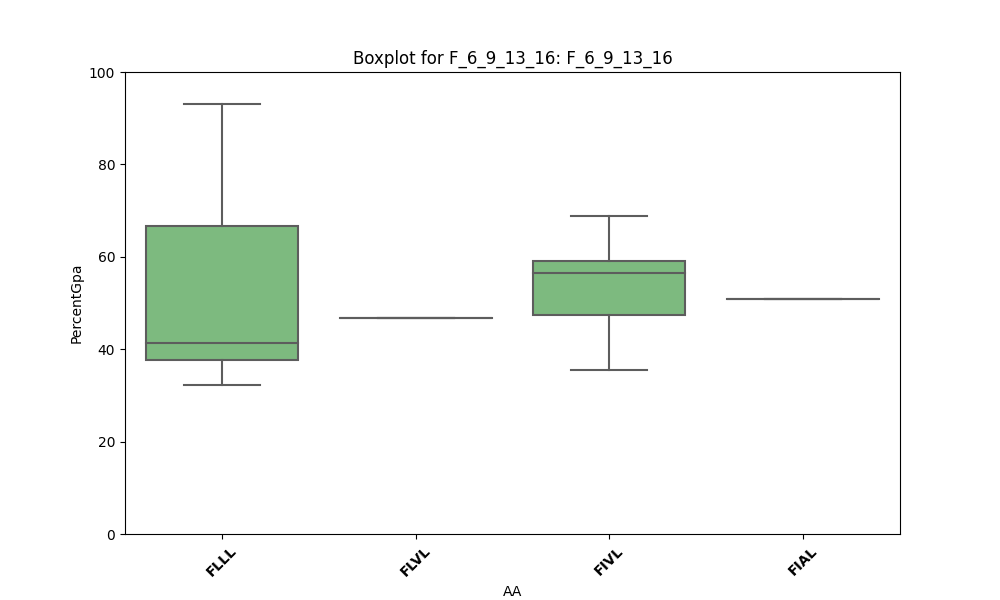 Boxplot for F_6_9_13_16: F_6_9_13_16
100
80
60
40
20
0
PercentGpa
FLLL
FLVL
FIVL
FIAL
AA